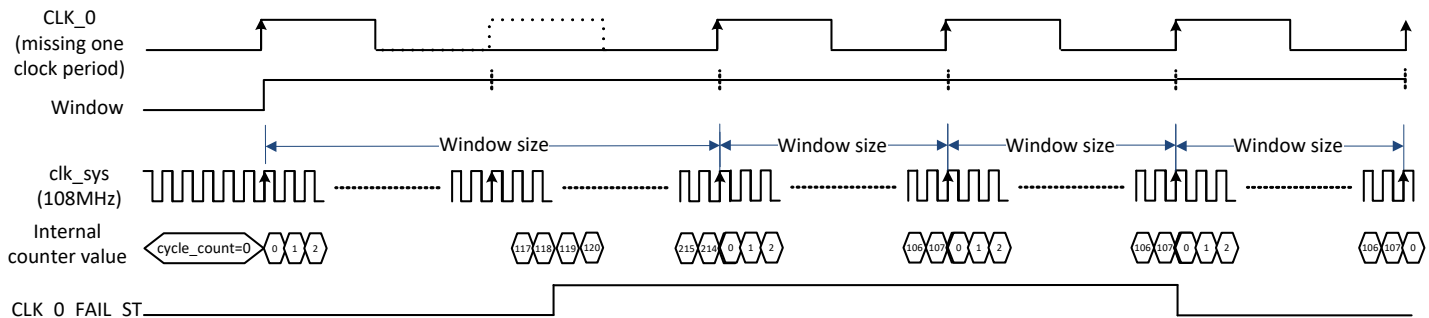 CLK_0
(missing one
clock period)
Window
Window size Window size Window size Window size
clk_sys
(108MHz)
Internal
counter value
cycle_count=0 0 1 2 117 118 119 120 215 214 0 1 2 106 107 0 1 2 106 107 0 1 2 106 107 0
CLK_0_FAIL_ST